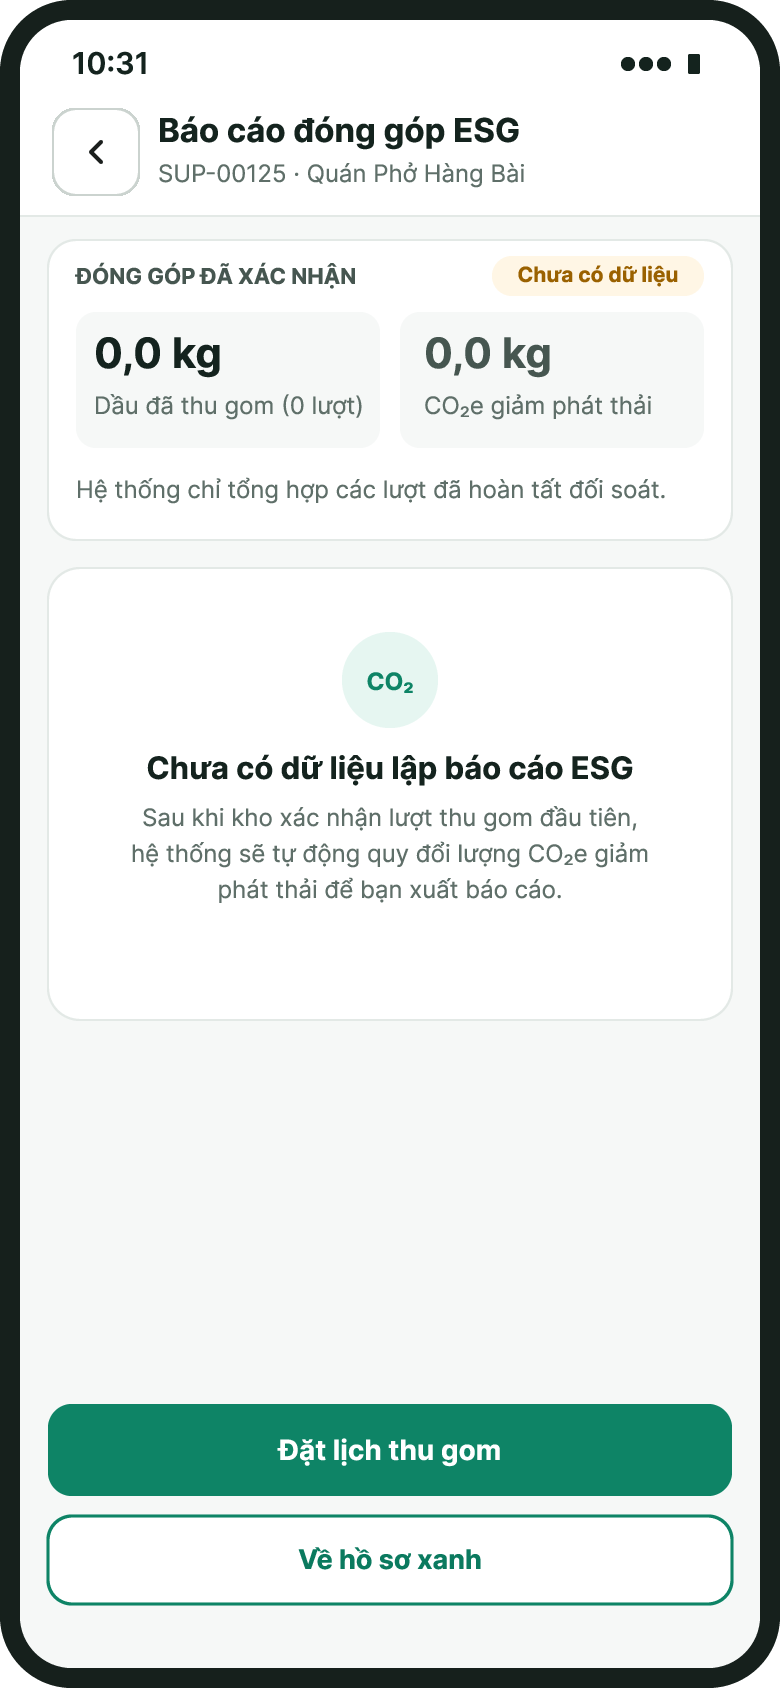 10:31
Báo cáo đóng góp ESG
SUP-00125 · Quán Phở Hàng Bài
ĐÓNG GÓP ĐÃ XÁC NHẬN
Chưa có dữ liệu
0,0 kg
Dầu đã thu gom (0 lượt)
0,0 kg
CO₂e giảm phát thải
Hệ thống chỉ tổng hợp các lượt đã hoàn tất đối soát.
CO₂
Chưa có dữ liệu lập báo cáo ESG
Sau khi kho xác nhận lượt thu gom đầu tiên,
hệ thống sẽ tự động quy đổi lượng CO₂e giảm
phát thải để bạn xuất báo cáo.
Đặt lịch thu gom
Về hồ sơ xanh